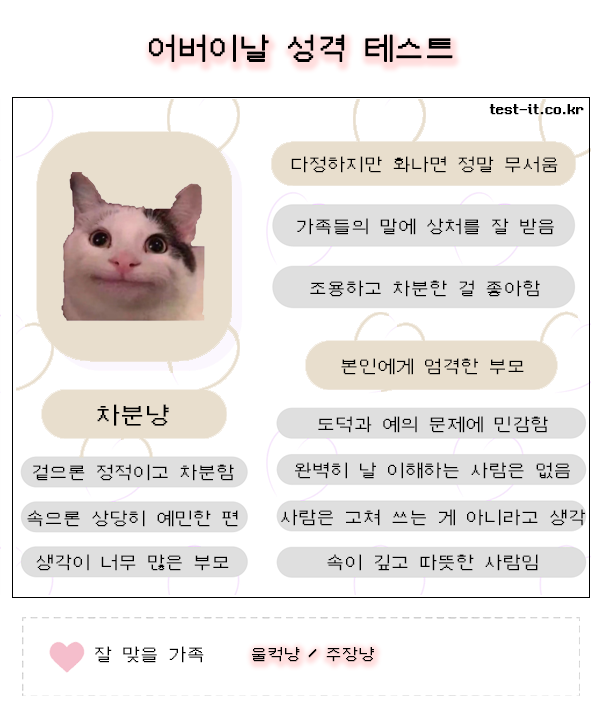 어버이날 성격 테스트
test-it.co.kr
다정하지만 화나면 정말 무서움
가족들의 말에 상처를 잘 받음
조용하고 차분한 걸 좋아함
본인에게 엄격한 부모
차분냥
겉으론 정적이고 차분함
속으론 상당히 예민한 편
생각이 너무 많은 부모
도덕과 예의 문제에 민감함
완벽히 날 이해하는 사람은 없음
사람은 고쳐 쓰는 게 아니라고 생각
속이 깊고 따뜻한 사람임
잘 맞을 가족 울컥냥 / 주장냥